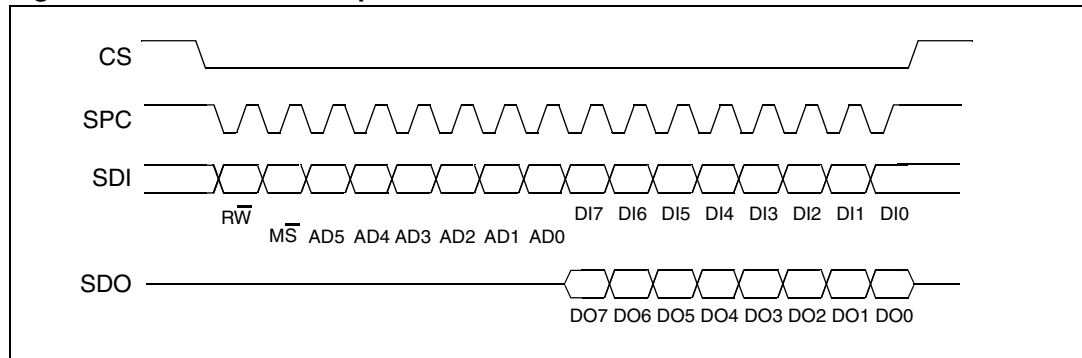 CS
SPC
SDI
DI7 DI6 DI5 DI4 DI3 DI2 DI1 DI0
RW̅
MS̅ AD5 AD4 AD3 AD2 AD1 AD0
SDO
DO7 DO6 DO5 DO4 DO3 DO2 DO1 DO0